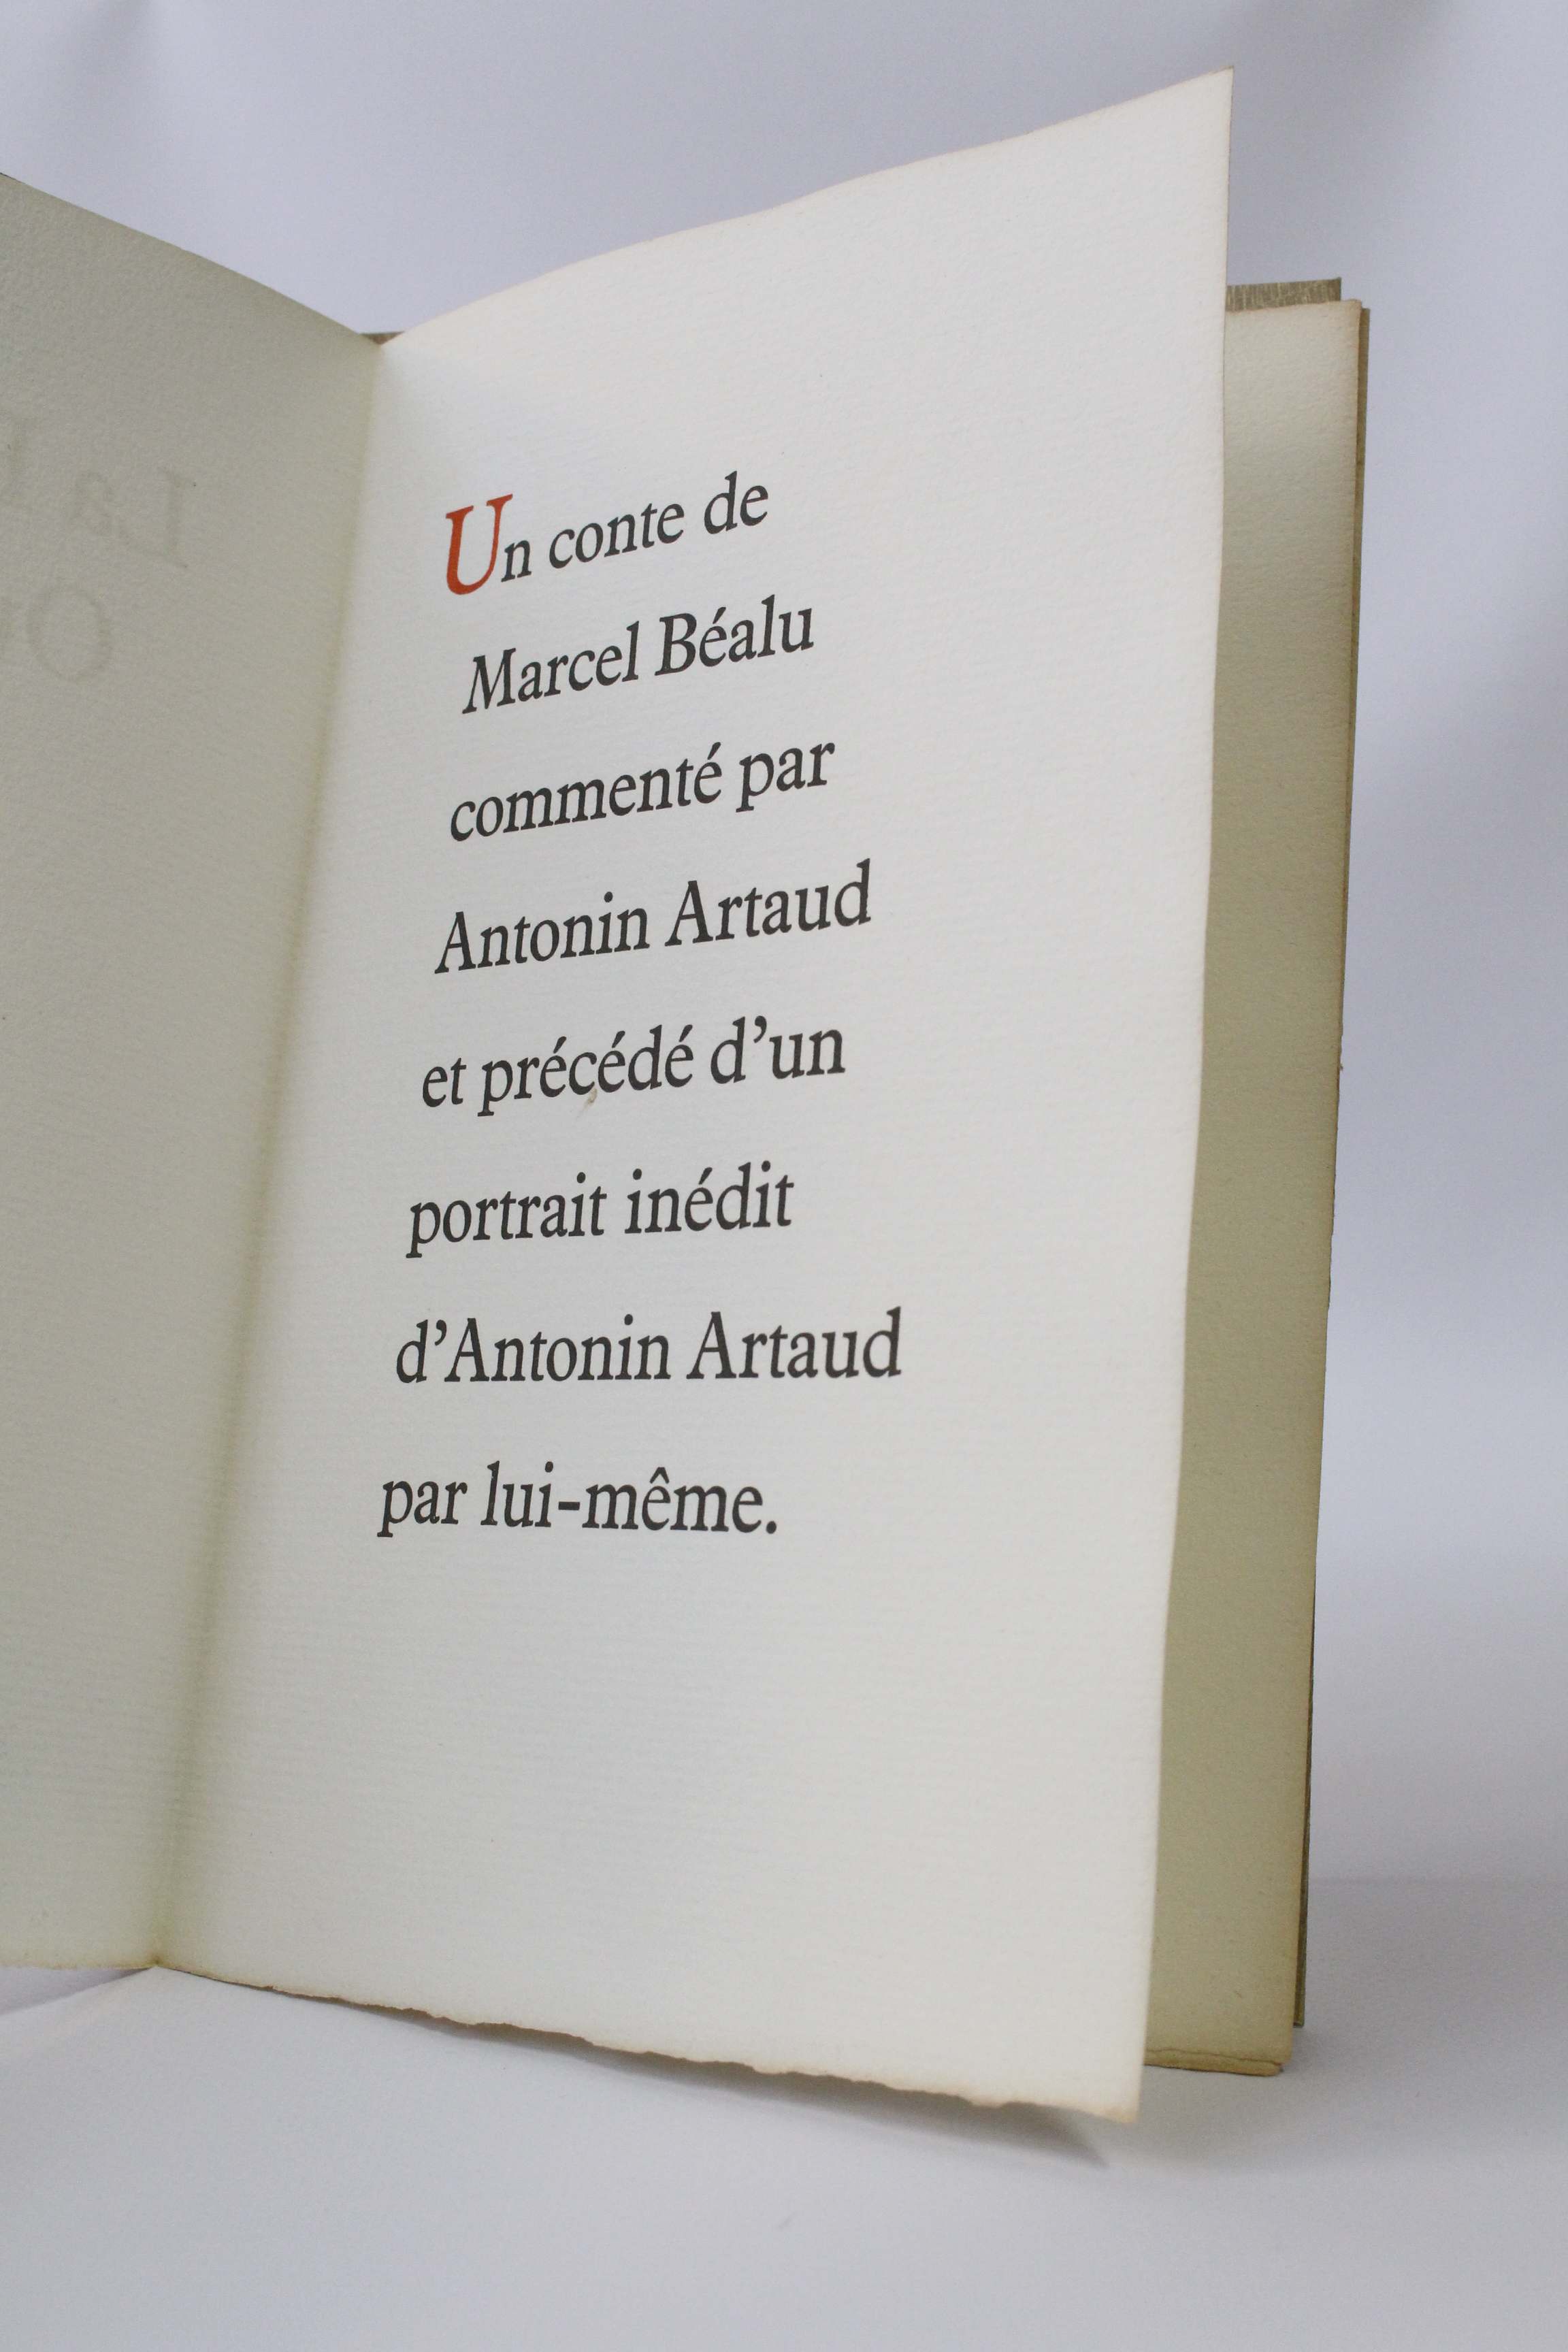 La
Un conte de
Marcel Béalu
commenté par
Antonin Artaud
et précédé d’un
portrait inédit
d’Antonin Artaud
par lui-même.